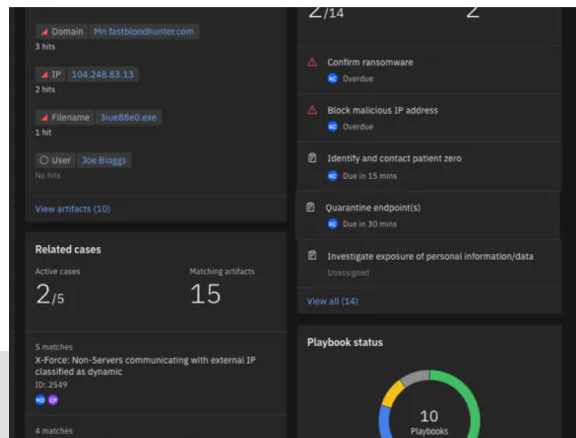 Domain Mn.fastbloodhunter.com
3 hits
IP 104.248.83.13
2 hits
Filename 3iue88e0.exe
1 hit
User Joe Bloggs
No hits
View artifacts (10)
Related cases
Active cases Matching artifacts
2/5 15
5 matches
X-Force: Non-Servers communicating with external IP
classified as dynamic
ID: 2549
CP
4 matches
2/14 2
Confirm ransomware
Overdue
Block malicious IP address
Overdue
Identify and contact patient zero
Due in 15 mins
Quarantine endpoint(s)
Due in 30 mins
Investigate exposure of personal information/data
Unassigned
View all (14)
Playbook status
10
Playbooks